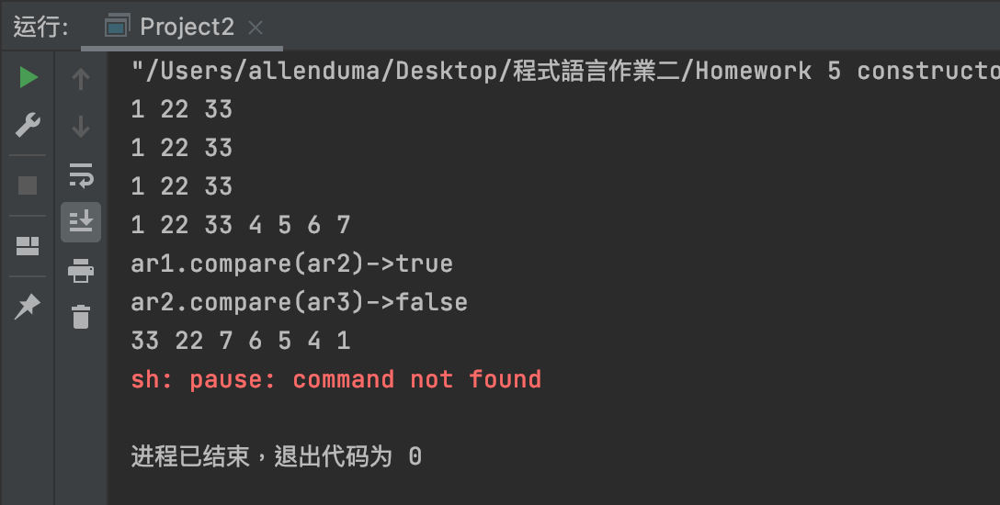 运行: Project2
"/Users/allenduma/Desktop/程式語言作業二/Homework 5 constructo
1 22 33
1 22 33
1 22 33
1 22 33 4 5 6 7
ar1.compare(ar2)->true
ar2.compare(ar3)->false
33 22 7 6 5 4 1
sh: pause: command not found
进程已结束，退出代码为 0